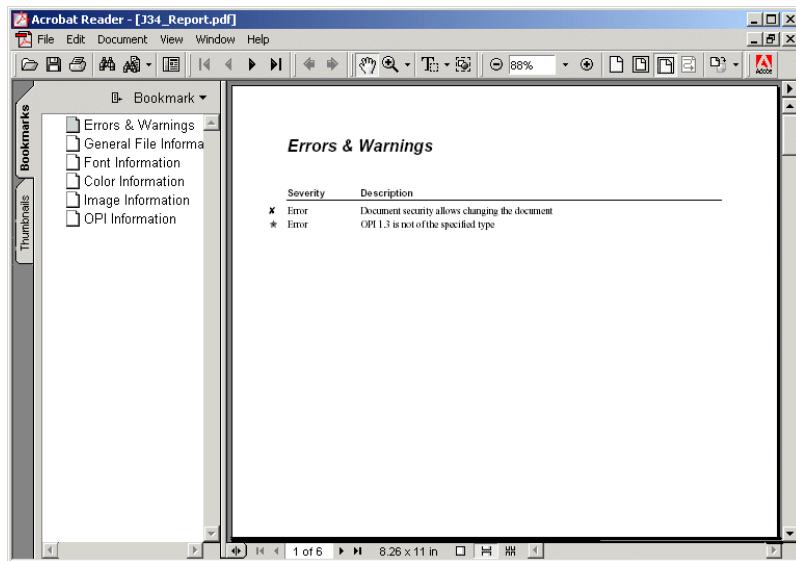 Acrobat Reader - [J34_Report.pdf]
File Edit Document View Window Help
88%
Adobe
Bookmarks
Thumbnails
Bookmark
Errors & Warnings
General File Informa
Font Information
Color Information
Image Information
OPI Information
Errors & Warnings
Severity Description
✘ Error Document security allows changing the document
★ Error OPI 1.3 is not of the specified type
1 of 6 8.26 x 11 in